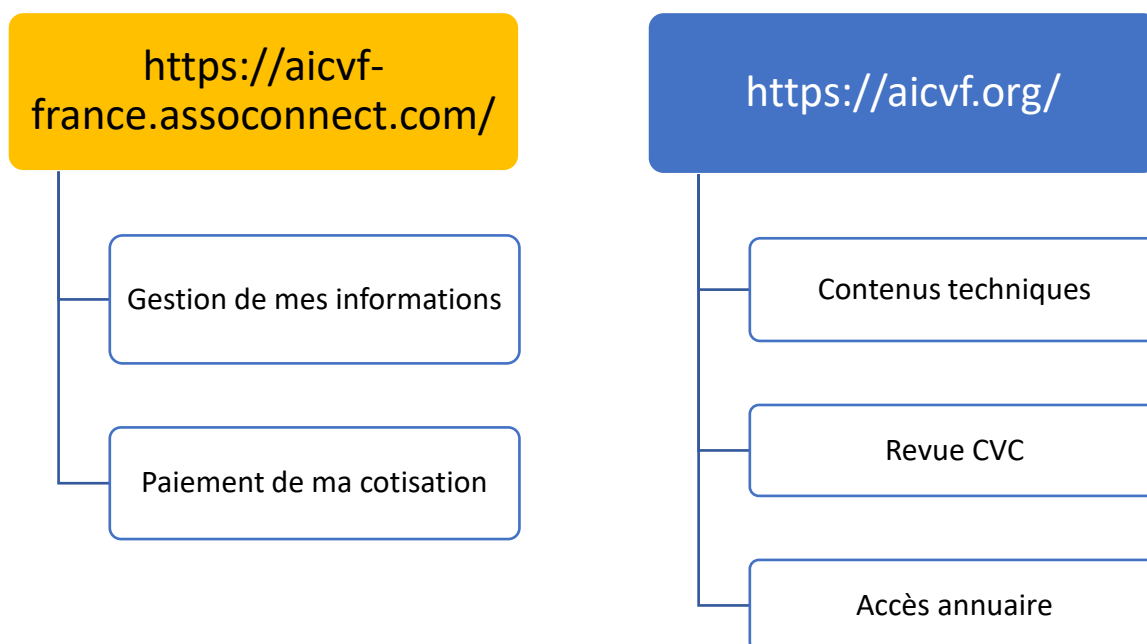 https://aicvf-
france.assoconnect.com/
Gestion de mes informations
Paiement de ma cotisation
https://aicvf.org/
Contenus techniques
Revue CVC
Accès annuaire